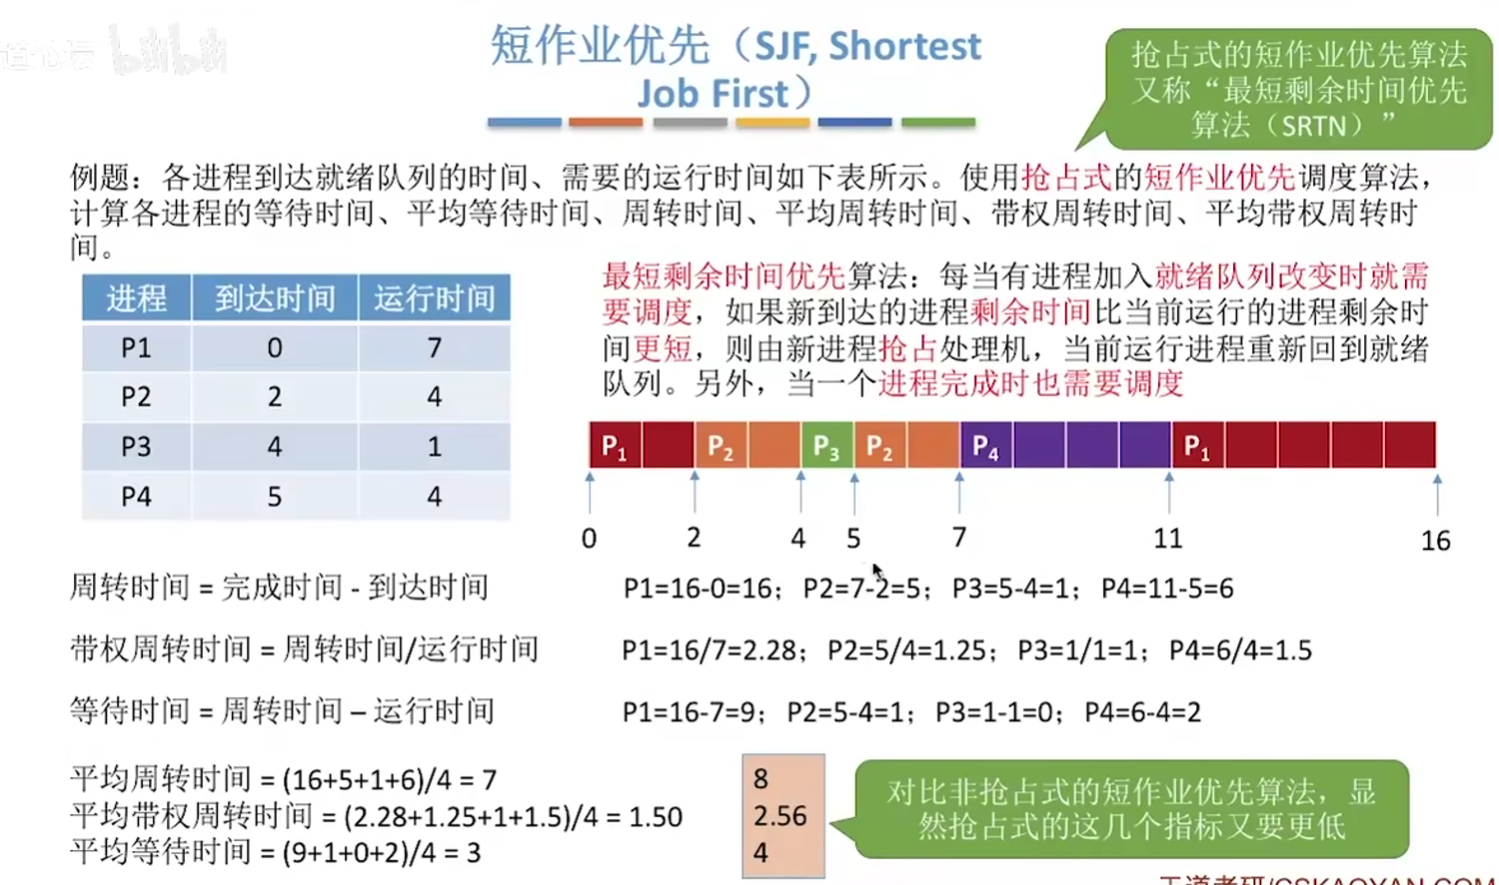 bilibili
短作业优先（SJF, Shortest
Job First）
抢占式的短作业优先算法
又称“最短剩余时间优先
算法（SRTN）”
例题：各进程到达就绪队列的时间、需要的运行时间如下表所示。使用抢占式的短作业优先调度算法，
计算各进程的等待时间、平均等待时间、周转时间、平均周转时间、带权周转时间、平均带权周转时
间。
进程 到达时间 运行时间
P1 0 7
P2 2 4
P3 4 1
P4 5 4
最短剩余时间优先算法：每当有进程加入就绪队列改变时就需
要调度，如果新到达的进程剩余时间比当前运行的进程剩余时
间更短，则由新进程抢占处理机，当前运行进程重新回到就绪
队列。另外，当一个进程完成时也需要调度
P1 P2 P3 P2 P4 P1
0 2 4 5 7 11 16
周转时间 = 完成时间 - 到达时间 P1=16-0=16；P2=7-2=5；P3=5-4=1；P4=11-5=6
带权周转时间 = 周转时间/运行时间 P1=16/7=2.28；P2=5/4=1.25；P3=1/1=1；P4=6/4=1.5
等待时间 = 周转时间 – 运行时间 P1=16-7=9；P2=5-4=1；P3=1-1=0；P4=6-4=2
平均周转时间 = (16+5+1+6)/4 = 7
平均带权周转时间 = (2.28+1.25+1+1.5)/4 = 1.50
平均等待时间 = (9+1+0+2)/4 = 3
8
2.56
4
对比非抢占式的短作业优先算法，显
然抢占式的这几个指标又要更低
王道考研/CSKAOYAN.COM